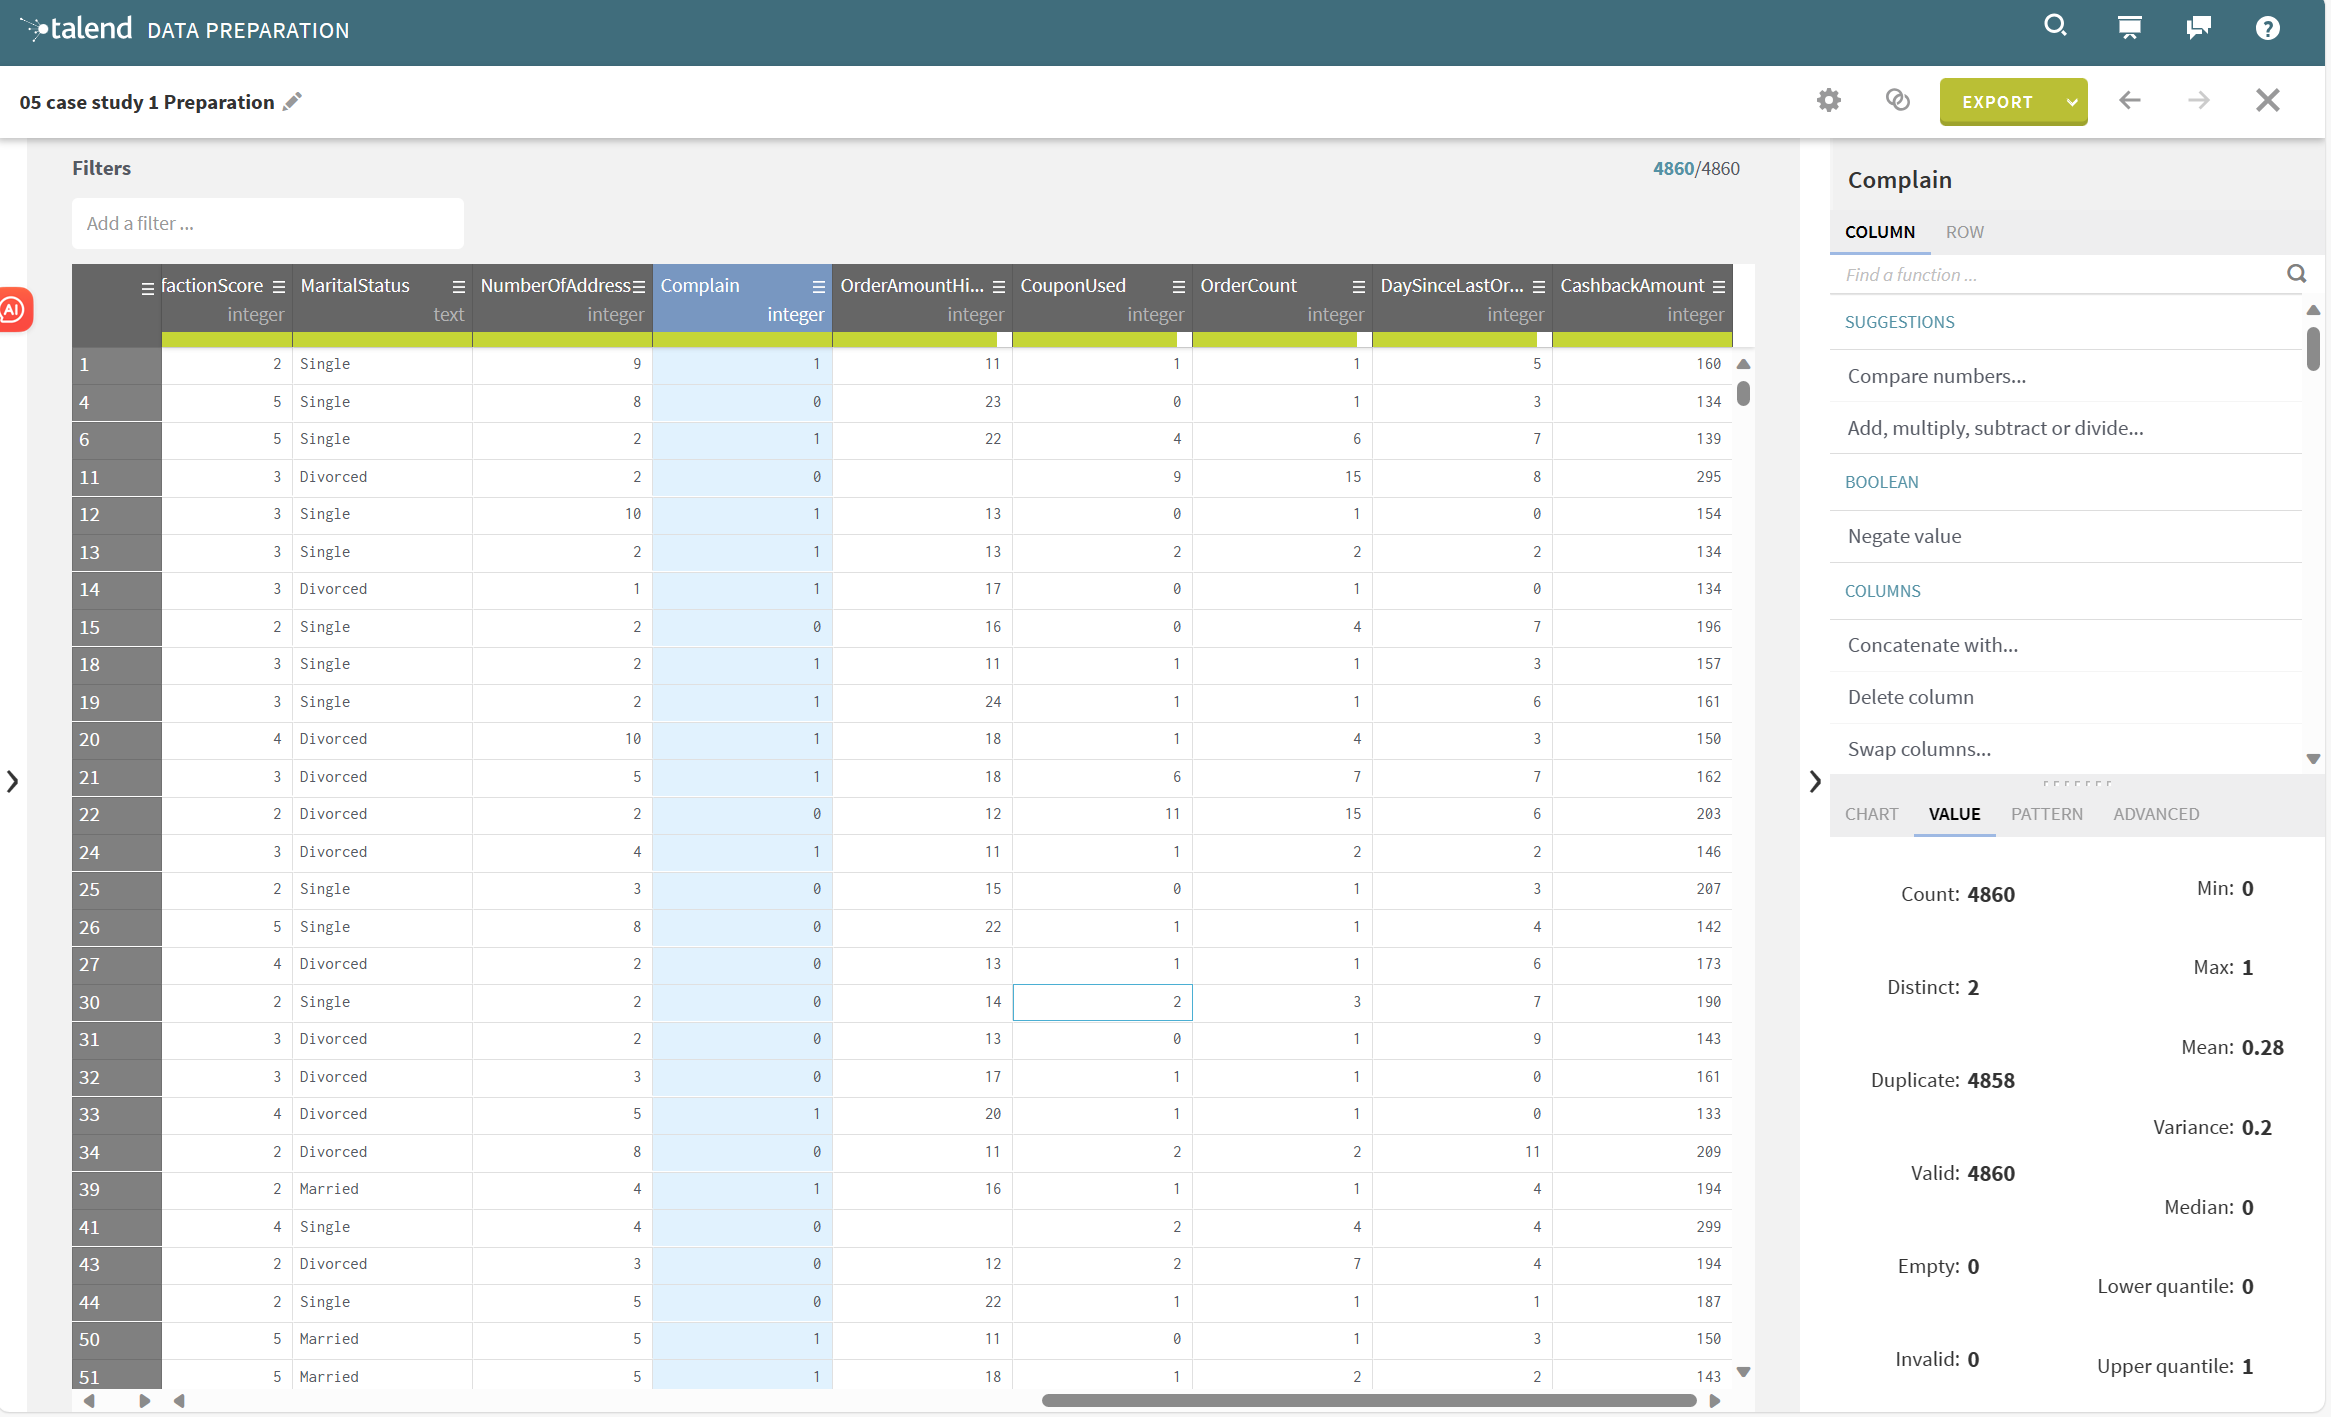 talend DATA PREPARATION
05 case study 1 Preparation
EXPORT
Filters
4860/4860
Add a filter ...
factionScore MaritalStatus NumberOfAddress Complain OrderAmountHi... CouponUsed OrderCount DaySinceLastOr... CashbackAmount
integer text integer integer integer integer integer integer integer
1 2 Single 9 1 11 1 1 5 160
4 5 Single 8 0 23 0 1 3 134
6 5 Single 2 1 22 4 6 7 139
11 3 Divorced 2 0 9 15 8 295
12 3 Single 10 1 13 0 1 0 154
13 3 Single 2 1 13 2 2 2 134
14 3 Divorced 1 1 17 0 1 0 134
15 2 Single 2 0 16 0 4 7 196
18 3 Single 2 1 11 1 1 3 157
19 3 Single 2 1 24 1 1 6 161
20 4 Divorced 10 1 18 1 4 3 150
21 3 Divorced 5 1 18 6 7 7 162
22 2 Divorced 2 0 12 11 15 6 203
24 3 Divorced 4 1 11 1 2 2 146
25 2 Single 3 0 15 0 1 3 207
26 5 Single 8 0 22 1 1 4 142
27 4 Divorced 2 0 13 1 1 6 173
30 2 Single 2 0 14 2 3 7 190
31 3 Divorced 2 0 13 0 1 9 143
32 3 Divorced 3 0 17 1 1 0 161
33 4 Divorced 5 1 20 1 1 0 133
34 2 Divorced 8 0 11 2 2 11 209
39 2 Married 4 1 16 1 1 4 194
41 4 Single 4 0 2 4 4 299
43 2 Divorced 3 0 12 2 7 4 194
44 2 Single 5 0 22 1 1 1 187
50 5 Married 5 1 11 0 1 3 150
51 5 Married 5 1 18 1 2 2 143
AI
Complain
COLUMN ROW
Find a function ...
SUGGESTIONS
Compare numbers...
Add, multiply, subtract or divide...
BOOLEAN
Negate value
COLUMNS
Concatenate with...
Delete column
Swap columns...
CHART VALUE PATTERN ADVANCED
Count: 4860
Distinct: 2
Duplicate: 4858
Valid: 4860
Empty: 0
Invalid: 0
Min: 0
Max: 1
Mean: 0.28
Variance: 0.2
Median: 0
Lower quantile: 0
Upper quantile: 1